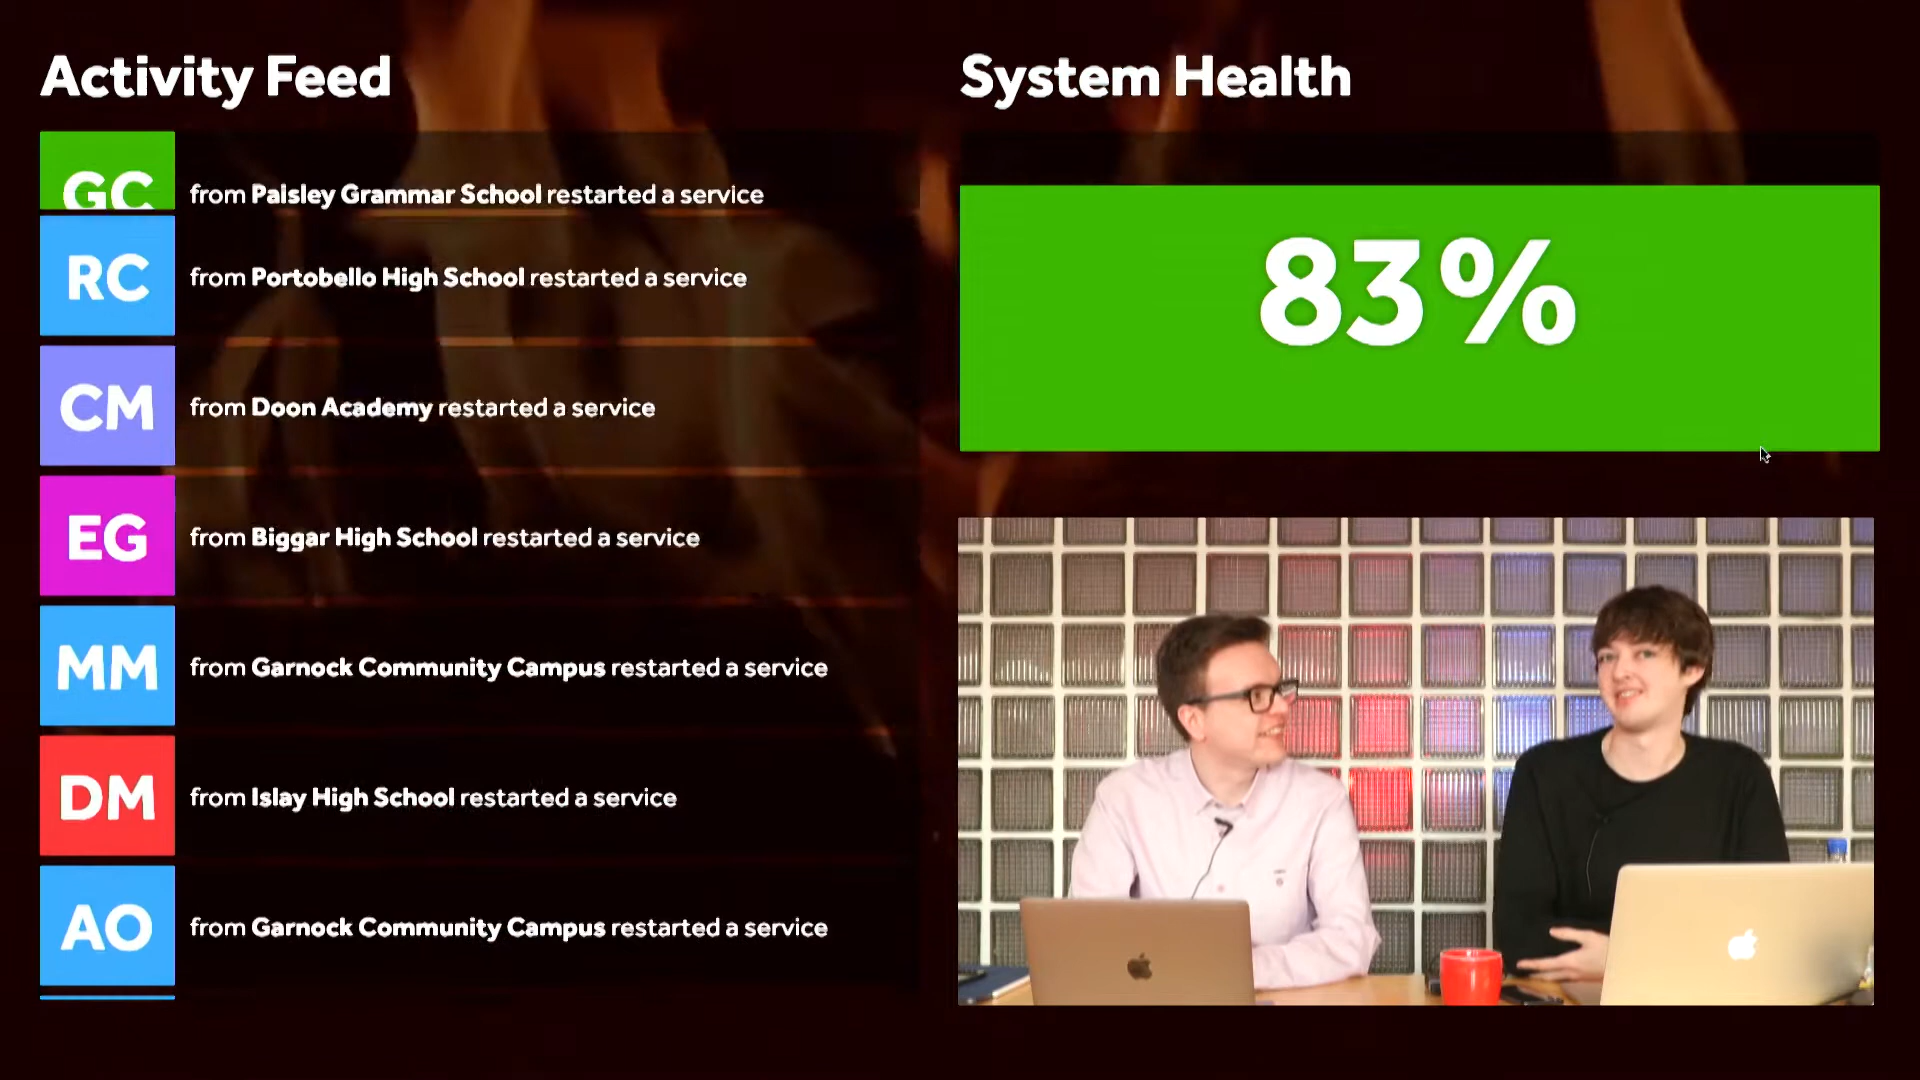 Activity Feed
GC
from Paisley Grammar School restarted a service
RC
from Portobello High School restarted a service
CM
from Doon Academy restarted a service
EG
from Biggar High School restarted a service
MM
from Garnock Community Campus restarted a service
DM
from Islay High School restarted a service
AO
from Garnock Community Campus restarted a service
System Health
83%